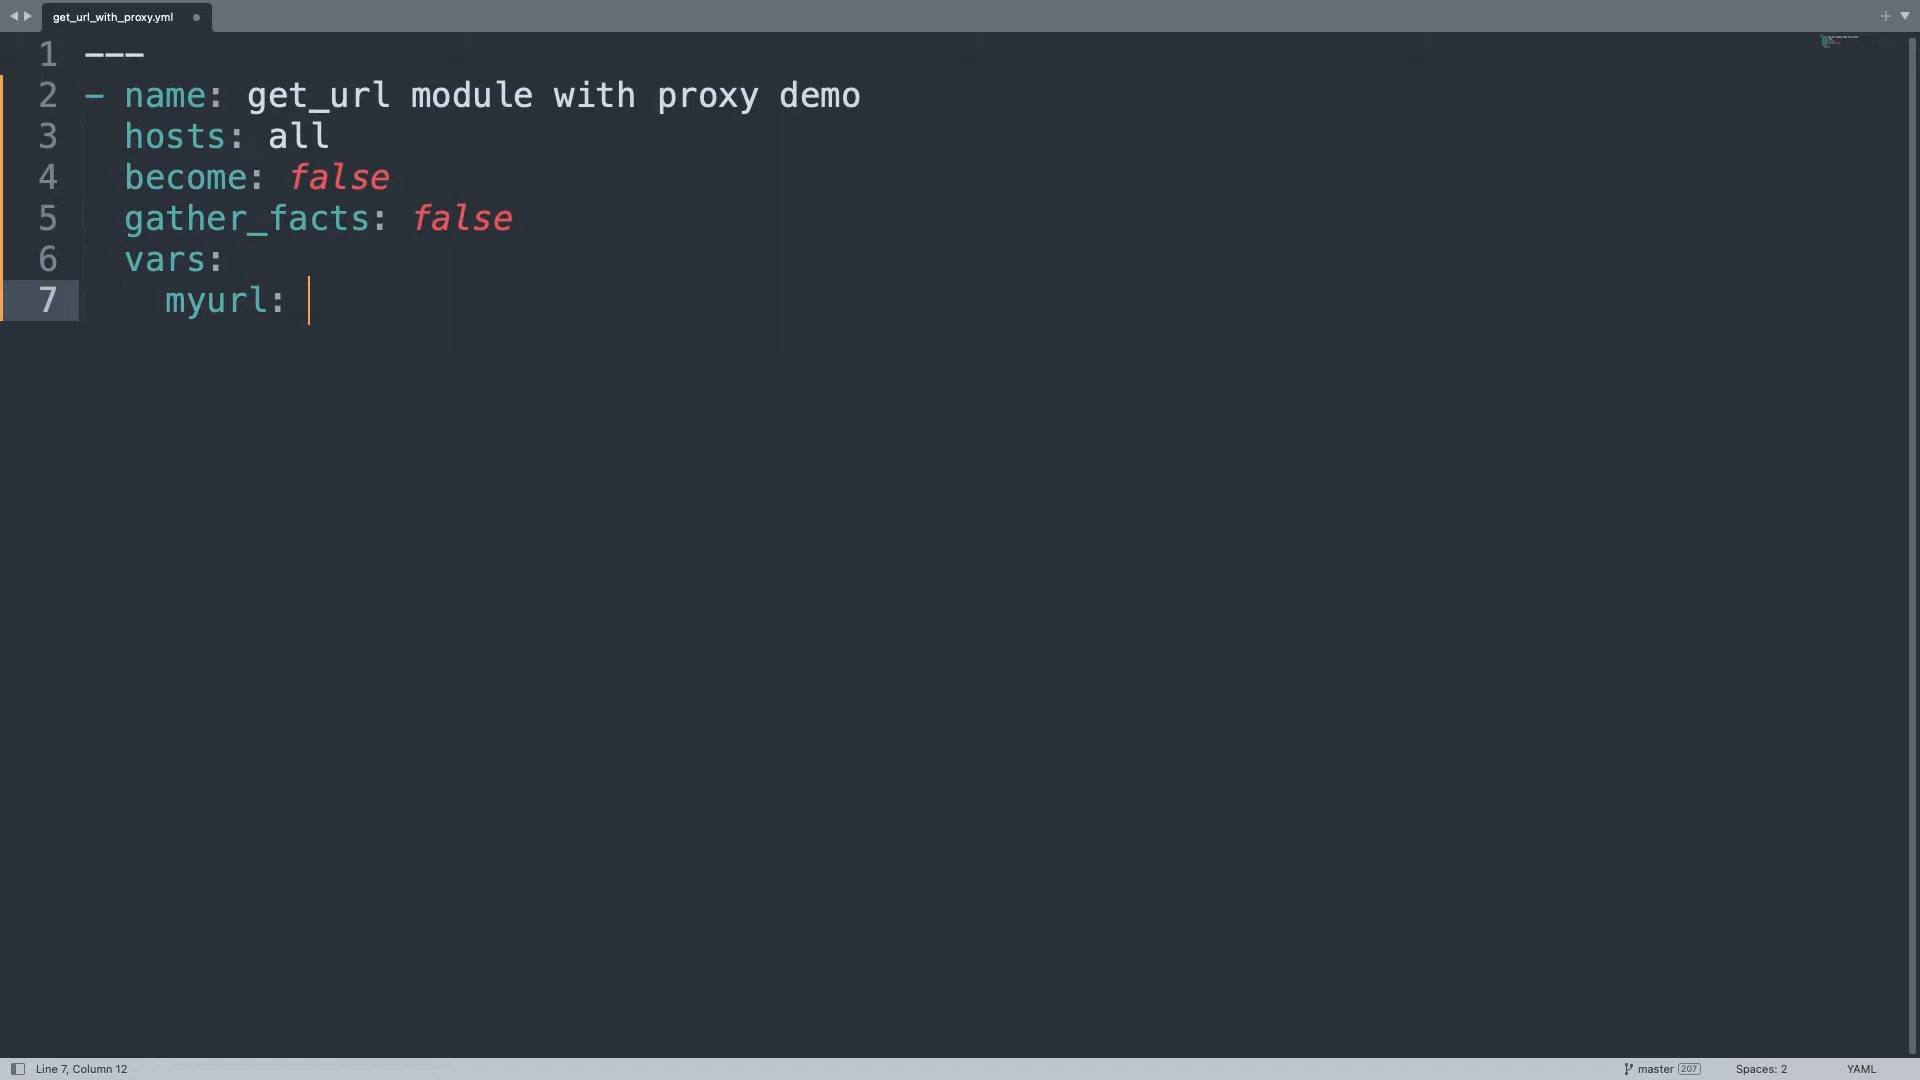 get_url_with_proxy.yml
1 ---
2 - name: get_url module with proxy demo
3 hosts: all
4 become: false
5 gather_facts: false
6 vars:
7 myurl:
Line 7, Column 12
master 207
Spaces: 2
YAML